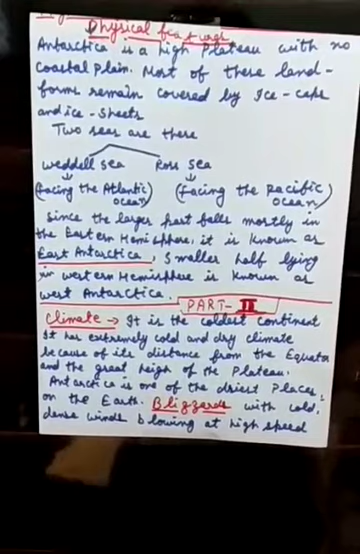 Physical features
Antarctica is a high Plateau with no
coastal Plain. Most of these land-
forms remain covered by Ice-caps
and ice-sheets
Two seas are there
Weddell Sea Ross Sea
(facing the Atlantic ocean) (facing the pacific ocean)
Since the larger part falls mostly in
the Eastern Hemisphere, it is known as
East Antarctica, Smaller half lying
in western Hemisphere is known as
West Antarctica.
PART-II
Climate → It is the coldest continent
It has extremely cold and dry climate
because of its distance from the Equator
and the great heigh of the Plateau.
Antarctica is one of the driest Places
on the Earth. Blizzards with cold,
dense winds blowing at high speed